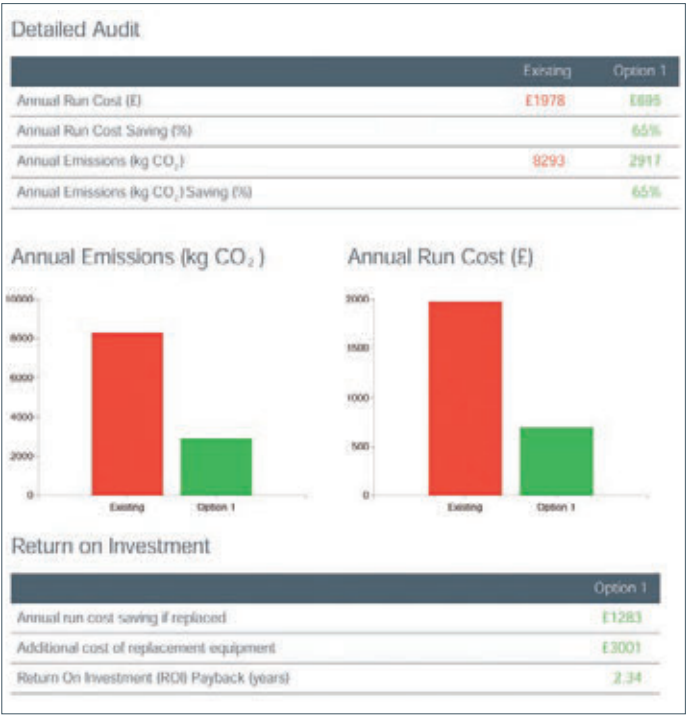 Detailed Audit
Existing Option 1
Annual Run Cost (£) £1978 £695
Annual Run Cost Saving (%) 65%
Annual Emissions (kg CO₂) 8293 2917
Annual Emissions (kg CO₂) Saving (%) 65%
Annual Emissions (kg CO₂) Annual Run Cost (£)
10000 2000
8000 1500
6000 1000
4000 500
2000
0 0
Existing Option 1 Existing Option 1
Return on Investment
Option 1
Annual run cost saving if replaced £1283
Additional cost of replacement equipment £3001
Return On Investment (ROI) Payback (years) 2.34